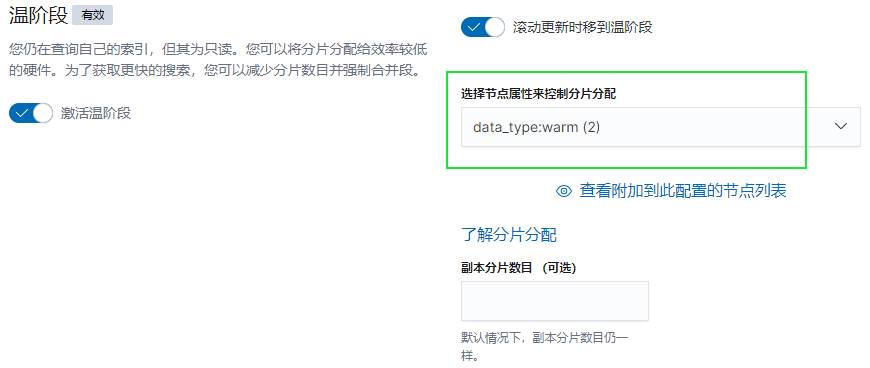 温阶段 有效
您仍在查询自己的索引，但其为只读。您可以将分片分配给效率较低
的硬件。为了获取更快的搜索，您可以减少分片数目并强制合并段。
激活温阶段
滚动更新时移到温阶段
选择节点属性来控制分片分配
data_type:warm (2)
查看附加到此配置的节点列表
了解分片分配
副本分片数目 （可选）
默认情况下，副本分片数目仍一
样。